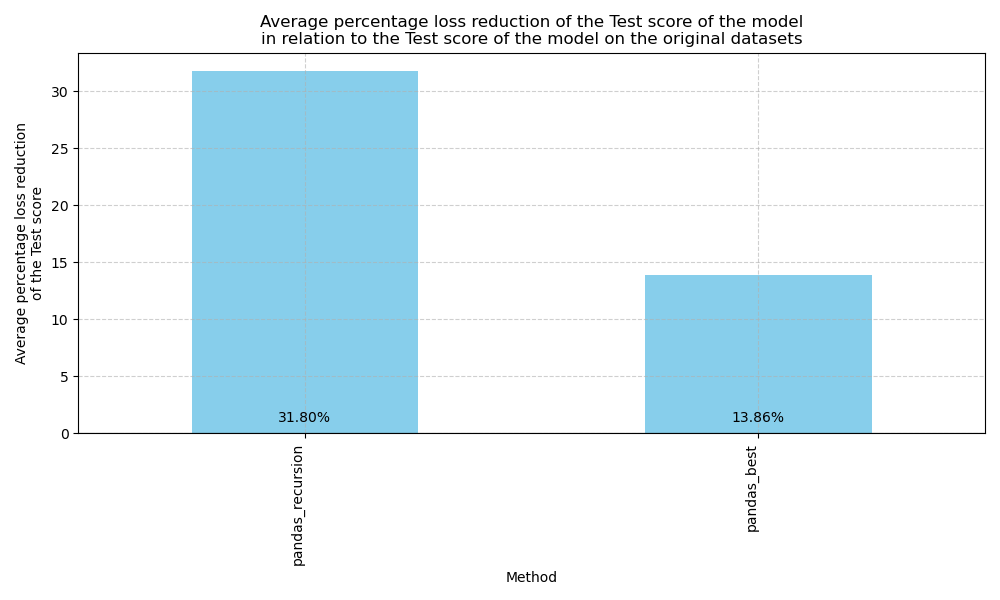 Average percentage loss reduction of the Test score of the model
in relation to the Test score of the model on the original datasets
Average percentage loss reduction
of the Test score
30
25
20
15
10
5
0
31.80%
13.86%
pandas_recursion
pandas_best
Method